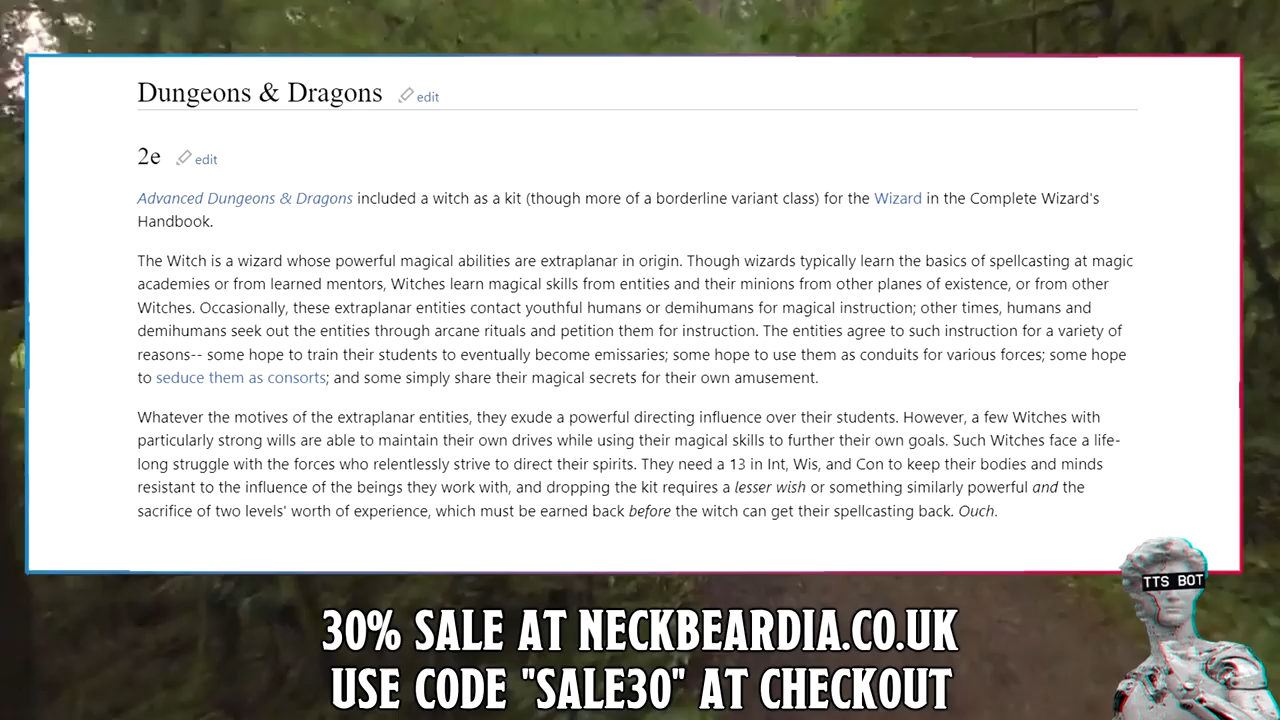 Dungeons & Dragons edit
2e edit
Advanced Dungeons & Dragons included a witch as a kit (though more of a borderline variant class) for the Wizard in the Complete Wizard's
Handbook.
The Witch is a wizard whose powerful magical abilities are extraplanar in origin. Though wizards typically learn the basics of spellcasting at magic
academies or from learned mentors, Witches learn magical skills from entities and their minions from other planes of existence, or from other
Witches. Occasionally, these extraplanar entities contact youthful humans or demihumans for magical instruction; other times, humans and
demihumans seek out the entities through arcane rituals and petition them for instruction. The entities agree to such instruction for a variety of
reasons-- some hope to train their students to eventually become emissaries; some hope to use them as conduits for various forces; some hope
to seduce them as consorts; and some simply share their magical secrets for their own amusement.
Whatever the motives of the extraplanar entities, they exude a powerful directing influence over their students. However, a few Witches with
particularly strong wills are able to maintain their own drives while using their magical skills to further their own goals. Such Witches face a life-
long struggle with the forces who relentlessly strive to direct their spirits. They need a 13 in Int, Wis, and Con to keep their bodies and minds
resistant to the influence of the beings they work with, and dropping the kit requires a lesser wish or something similarly powerful and the
sacrifice of two levels' worth of experience, which must be earned back before the witch can get their spellcasting back. Ouch.
TTS BOT
30% SALE AT NECKBEARDIA.CO.UK
USE CODE "SALE30" AT CHECKOUT